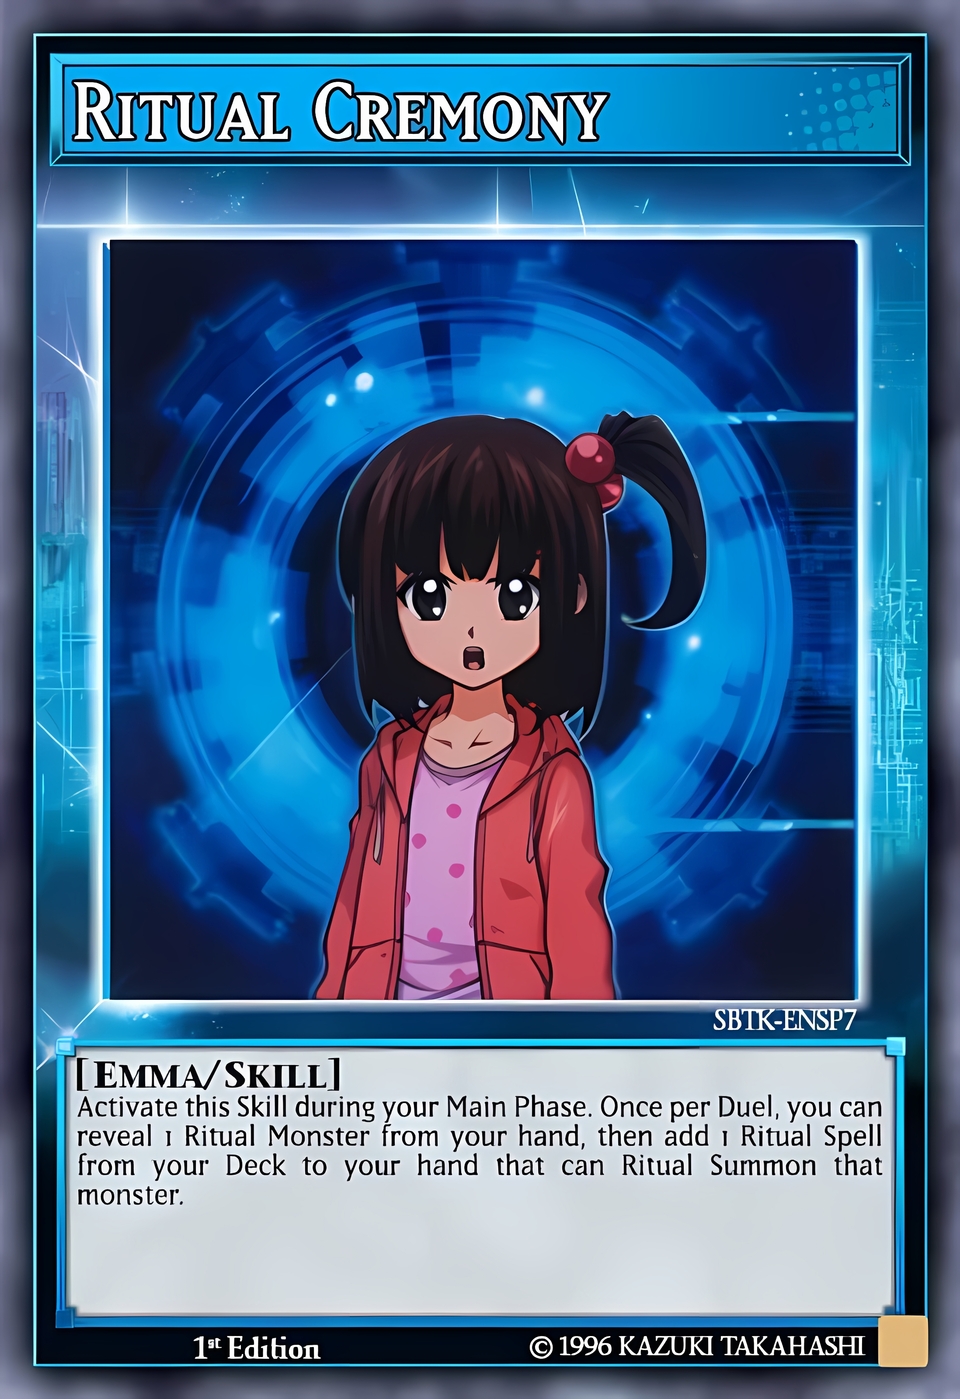 Ritual Cremony
SBTK-ENSP7
[Emma/Skill]
Activate this Skill during your Main Phase. Once per Duel, you can
reveal 1 Ritual Monster from your hand, then add 1 Ritual Spell
from your Deck to your hand that can Ritual Summon that
monster.
1st Edition
© 1996 KAZUKI TAKAHASHI